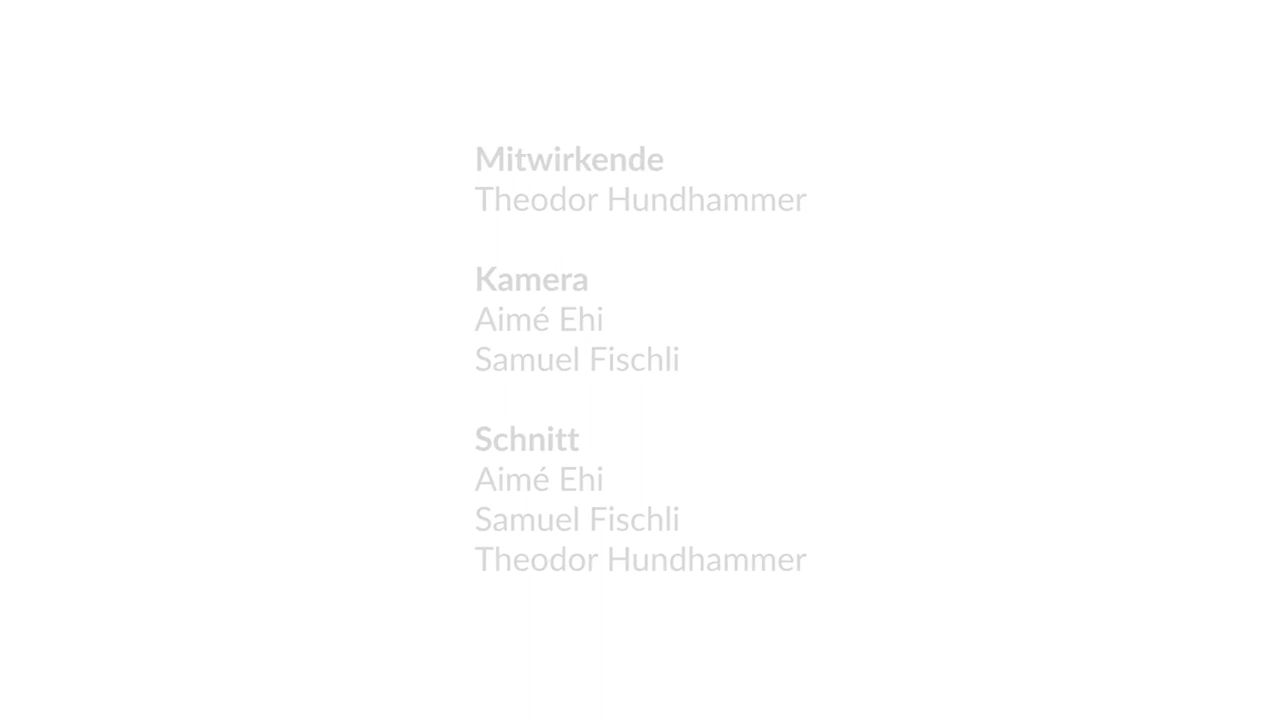 Mitwirkende
Theodor Hundhammer
Kamera
Aimé Ehi
Samuel Fischli
Schnitt
Aimé Ehi
Samuel Fischli
Theodor Hundhammer